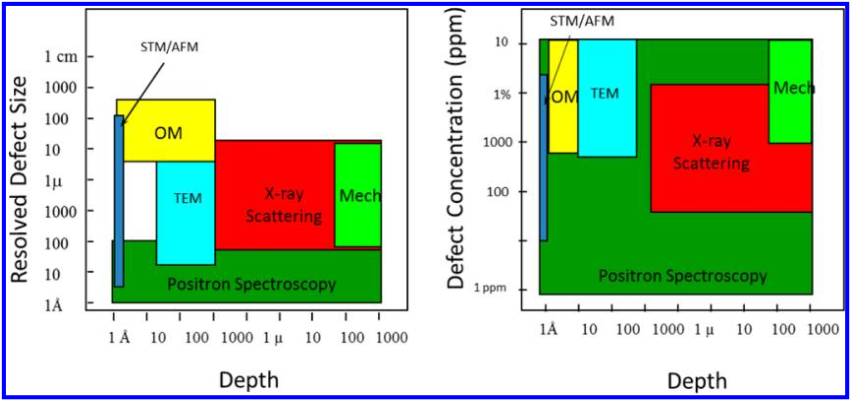 STM/AFM
Resolved Defect Size
1 cm
1000
100
10
1μ
1000
100
10
1Å
OM
TEM
X-ray
Scattering
Mech
Positron Spectroscopy
1 Å 10 100 1000 1 μ 10 100 1000
Depth
STM/AFM
Defect Concentration (ppm)
10
1%
1000
100
1 ppm
OM
TEM
Mech
X-ray
Scattering
Positron Spectroscopy
1Å 10 100 1000 1 μ 10 100 1000
Depth